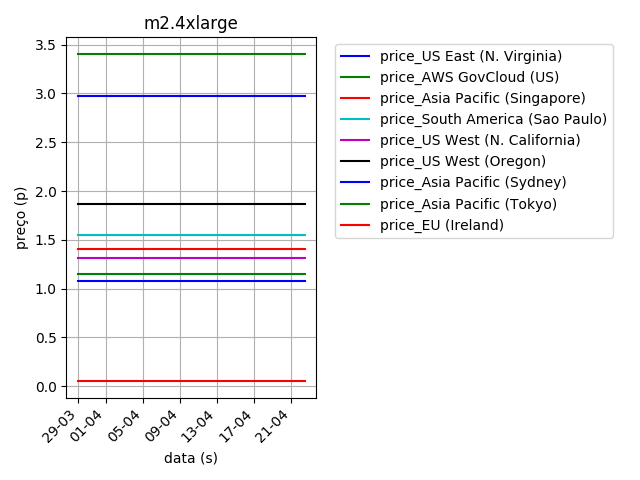 m2.4xlarge
3.5
3.0
2.5
2.0
1.5
1.0
0.5
0.0
preço (p)
29-03
01-04
05-04
09-04
13-04
17-04
21-04
data (s)
price_US East (N. Virginia)
price_AWS GovCloud (US)
price_Asia Pacific (Singapore)
price_South America (Sao Paulo)
price_US West (N. California)
price_US West (Oregon)
price_Asia Pacific (Sydney)
price_Asia Pacific (Tokyo)
price_EU (Ireland)